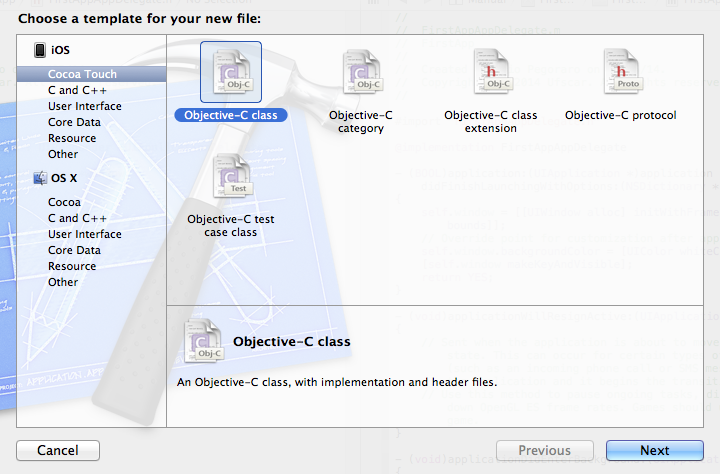 Choose a template for your new file:
iOS
Cocoa Touch
C and C++
User Interface
Core Data
Resource
Other
OS X
Cocoa
C and C++
User Interface
Core Data
Resource
Other
C
Obj-C
Objective-C class
C
Obj-C
Objective-C
category
h
Obj-C
Objective-C class
extension
h
Proto
Objective-C protocol
C
Test
Objective-C test
case class
C
Obj-C
Objective-C class
An Objective-C class, with implementation and header files.
Cancel
Previous
Next